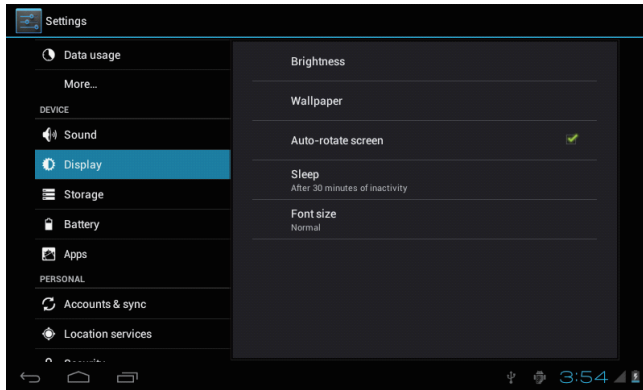 Settings
Data usage
More...
DEVICE
Sound
Display
Storage
Battery
Apps
PERSONAL
Accounts & sync
Location services
Brightness
Wallpaper
Auto-rotate screen
Sleep
After 30 minutes of inactivity
Font size
Normal
3:54